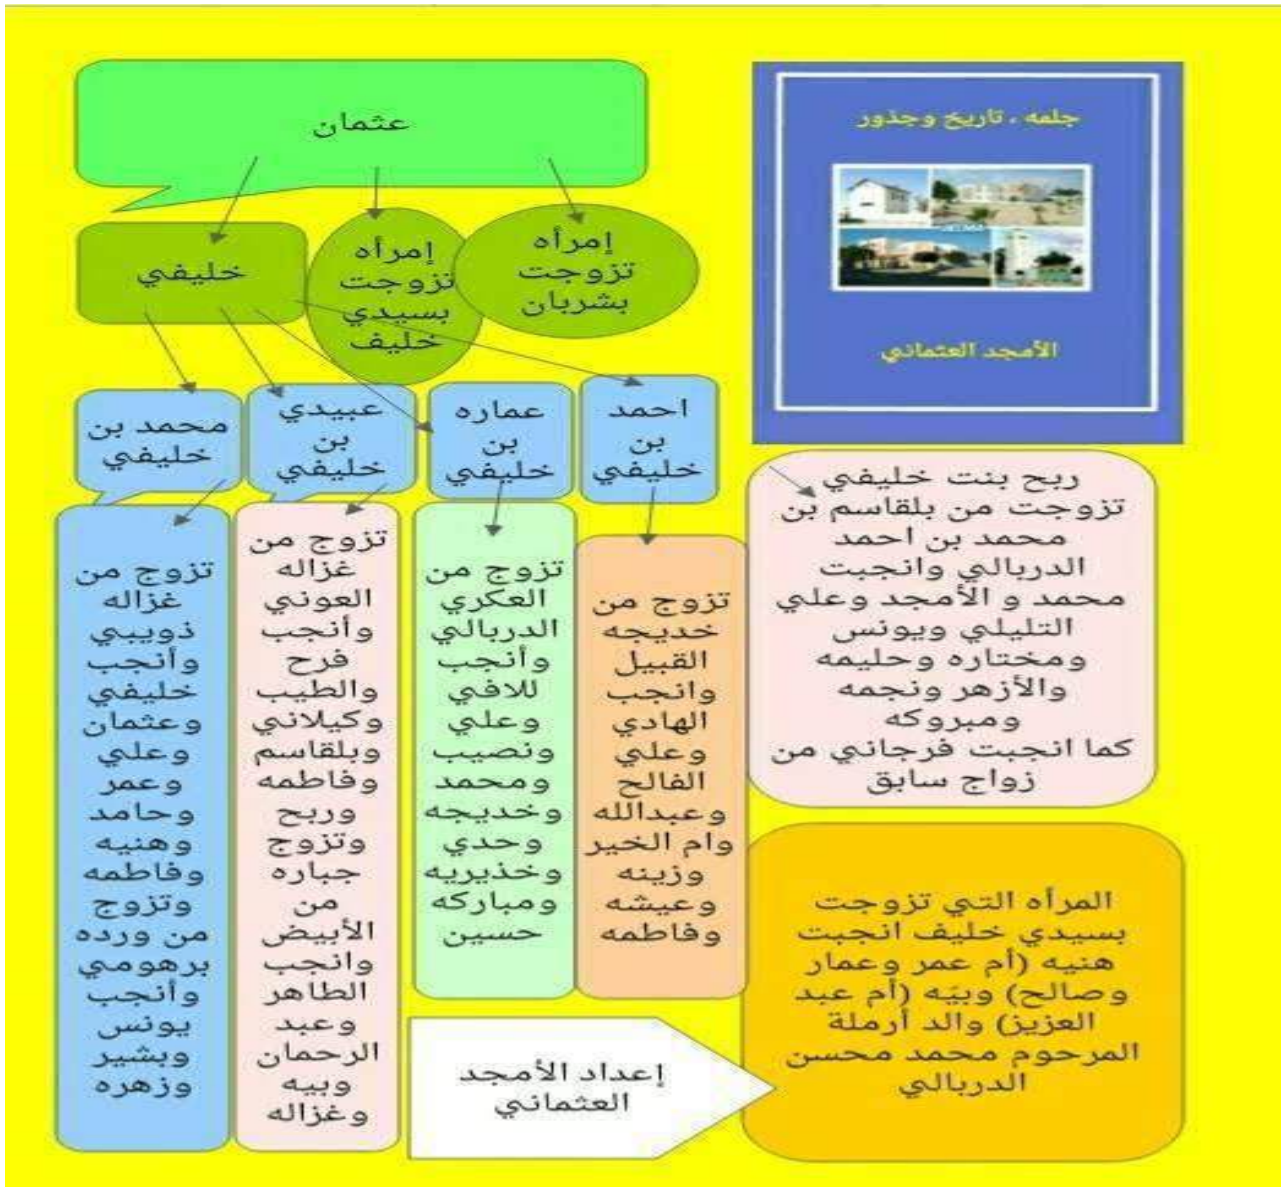 عثمان
جلمه ، تاريخ وجذور
الأمجد العثماني
إمرأه
تزوجت
بشربان
إمرأه
تزوجت
بسيدي
خليف
خليفي
احمد
بن
خليفي
عماره
بن
خليفي
عبيدي
بن
خليفي
محمد بن
خليفي
ربح بنت خليفي
تزوجت من بلقاسم بن
محمد بن احمد
الدربالي وانجبت
محمد و الأمجد وعلي
التليلي ويونس
ومختاره وحليمه
والأزهر ونجمه
ومبروكه
كما انجبت فرجاني من
زواج سابق
تزوج من
خديجه
القبيل
وانجب
الهادي
وعلي
الفالح
وعبدالله
وام الخير
وزينه
وعيشه
وفاطمه
تزوج من
العكري
الدربالي
وأنجب
للافي
وعلي
ونصيب
ومحمد
وخديجه
وحدي
وخذيريه
ومباركه
حسين
تزوج من
غزاله
العوني
وأنجب
فرح
والطيب
وكيلاني
وبلقاسم
وفاطمه
وربح
وتزوج
جباره
من
الأبيض
وانجب
الطاهر
وعبد
الرحمان
وبيه
وغزاله
تزوج من
غزاله
ذويبي
وأنجب
خليفي
وعثمان
وعلي
وعمر
وحامد
وهنيه
وفاطمه
وتزوج
من ورده
برهومي
وأنجب
يونس
وبشير
وزهره
المرأه التي تزوجت
بسيدي خليف انجبت
هنيه (أم عمر وعمار
وصالح) وبيَه (أم عبد
العزيز) والد أرملة
المرحوم محمد محسن
الدربالي
إعداد الأمجد
العثماني